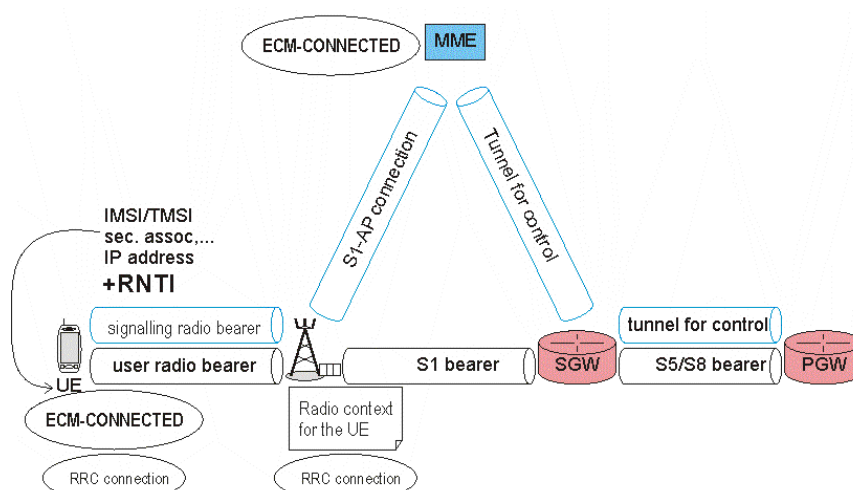 ECM-CONNECTED
MME
S1-AP connection
Tunnel for control
IMSI/TMSI
sec. assoc,...
IP address
+RNTI
signalling radio bearer
user radio bearer
UE
S1 bearer
SGW
tunnel for control
S5/S8 bearer
PGW
ECM-CONNECTED
Radio context
for the UE
RRC connection
RRC connection